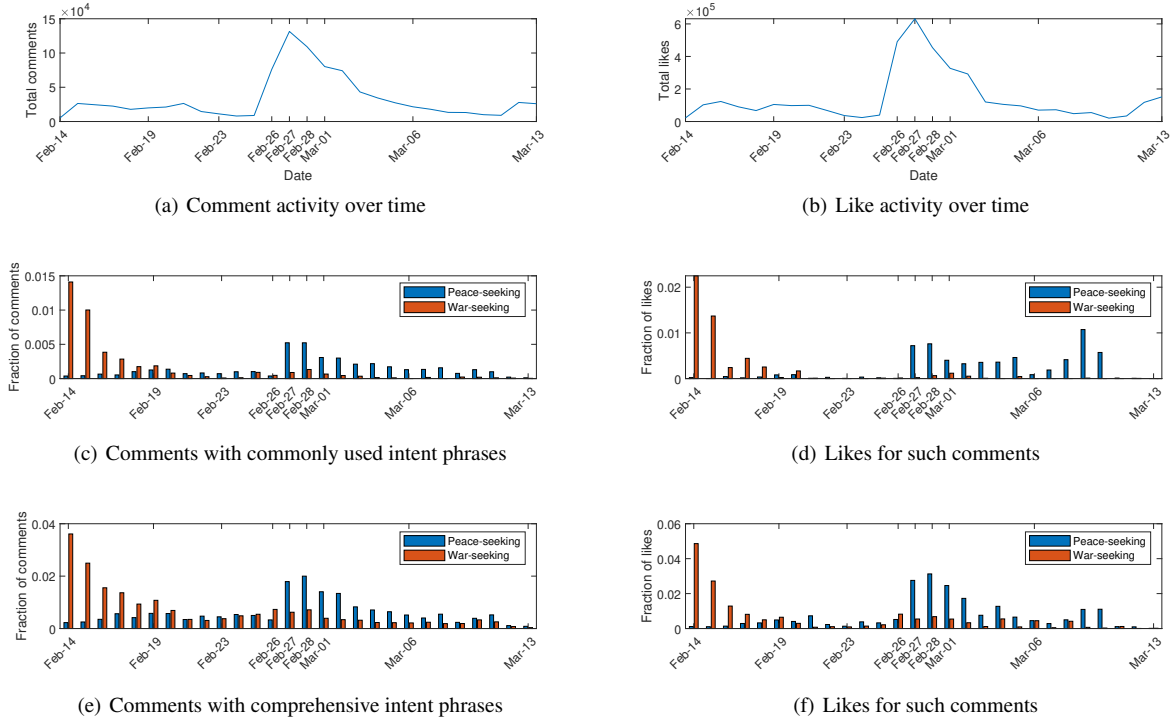 ×10⁴
15
10
5
0
Total comments
Feb-14
Feb-19
Feb-23
Feb-26
Feb-27
Feb-28
Mar-01
Mar-06
Mar-13
Date
(a) Comment activity over time
×10⁵
6
4
2
0
Total likes
Feb-14
Feb-19
Feb-23
Feb-26
Feb-27
Feb-28
Mar-01
Mar-06
Mar-13
Date
(b) Like activity over time
0.015
0.01
0.005
0
Fraction of comments
Peace-seeking
War-seeking
Feb-14
Feb-19
Feb-23
Feb-26
Feb-27
Feb-28
Mar-01
Mar-06
Mar-13
(c) Comments with commonly used intent phrases
0.02
0.01
0
Fraction of likes
Peace-seeking
War-seeking
Feb-14
Feb-19
Feb-23
Feb-26
Feb-27
Feb-28
Mar-01
Mar-06
Mar-13
(d) Likes for such comments
0.04
0.02
0
Fraction of comments
Peace-seeking
War-seeking
Feb-14
Feb-19
Feb-23
Feb-26
Feb-27
Feb-28
Mar-01
Mar-06
Mar-13
(e) Comments with comprehensive intent phrases
0.06
0.04
0.02
0
Fraction of likes
Peace-seeking
War-seeking
Feb-14
Feb-19
Feb-23
Feb-26
Feb-27
Feb-28
Mar-01
Mar-06
Mar-13
(f) Likes for such comments